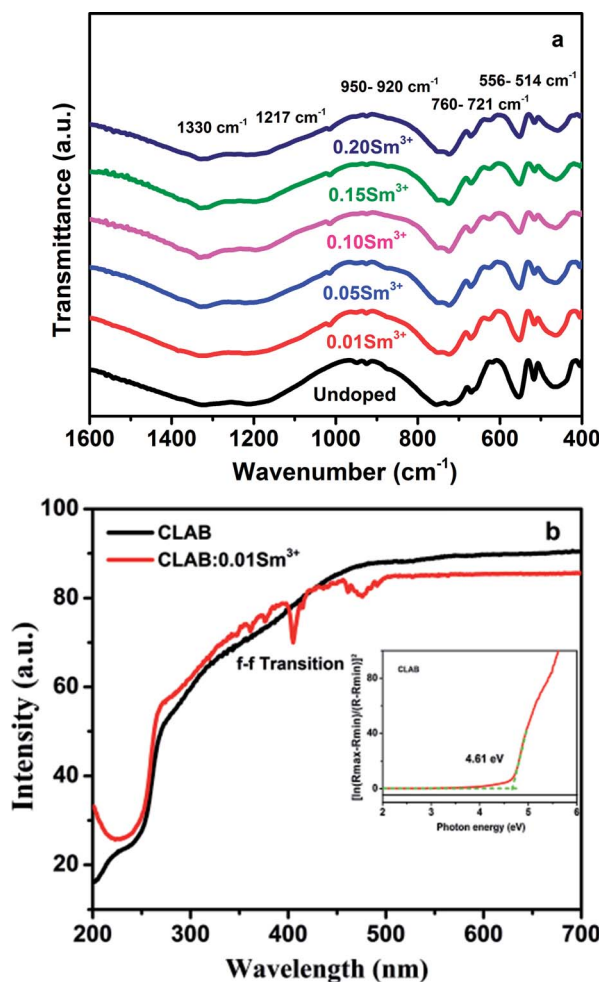 a
Transmittance (a.u.)
950- 920 cm⁻¹
556- 514 cm⁻¹
1330 cm⁻¹
1217 cm⁻¹
760- 721 cm⁻¹
0.20Sm³⁺
0.15Sm³⁺
0.10Sm³⁺
0.05Sm³⁺
0.01Sm³⁺
Undoped
1600 1400 1200 1000 800 600 400
Wavenumber (cm⁻¹)
b
CLAB
CLAB:0.01Sm³⁺
Intensity (a.u.)
100
80
60
40
20
f-f Transition
[ln(Rmax-Rmin)/(R-Rmin)]²
CLAB
80
40
0
4.61 eV
2 3 4 5 6
Photon energy (eV)
200 300 400 500 600 700
Wavelength (nm)